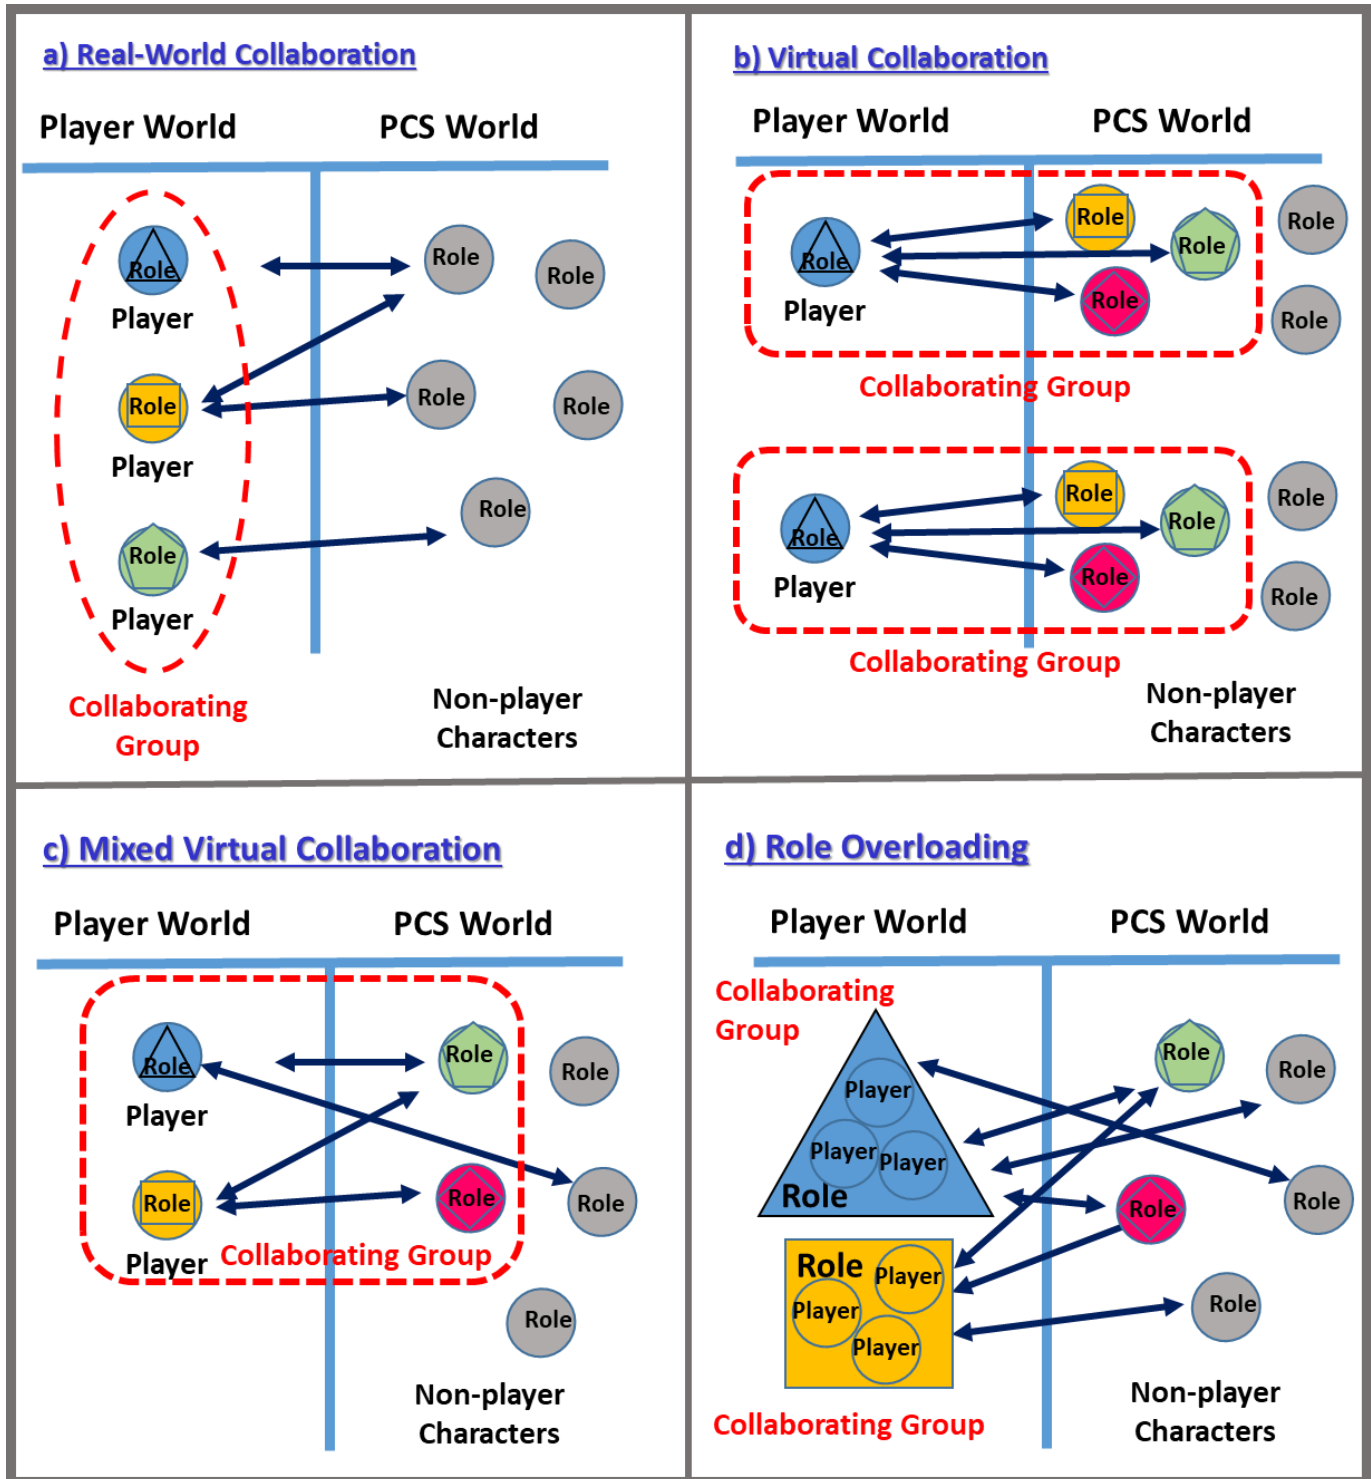 a) Real-World Collaboration
Player World
PCS World
Role
Player
Role
Player
Role
Player
Role
Role
Role
Role
Role
Collaborating
Group
Non-player
Characters
b) Virtual Collaboration
Player World
PCS World
Role
Player
Role
Role
Role
Role
Role
Collaborating Group
Role
Player
Role
Role
Role
Role
Role
Collaborating Group
Non-player
Characters
c) Mixed Virtual Collaboration
Player World
PCS World
Role
Player
Role
Player
Role
Role
Role
Role
Role
Collaborating Group
Non-player
Characters
d) Role Overloading
Player World
PCS World
Collaborating
Group
Player
Player
Player
Role
Role
Player
Player
Player
Role
Role
Role
Role
Role
Collaborating Group
Non-player
Characters